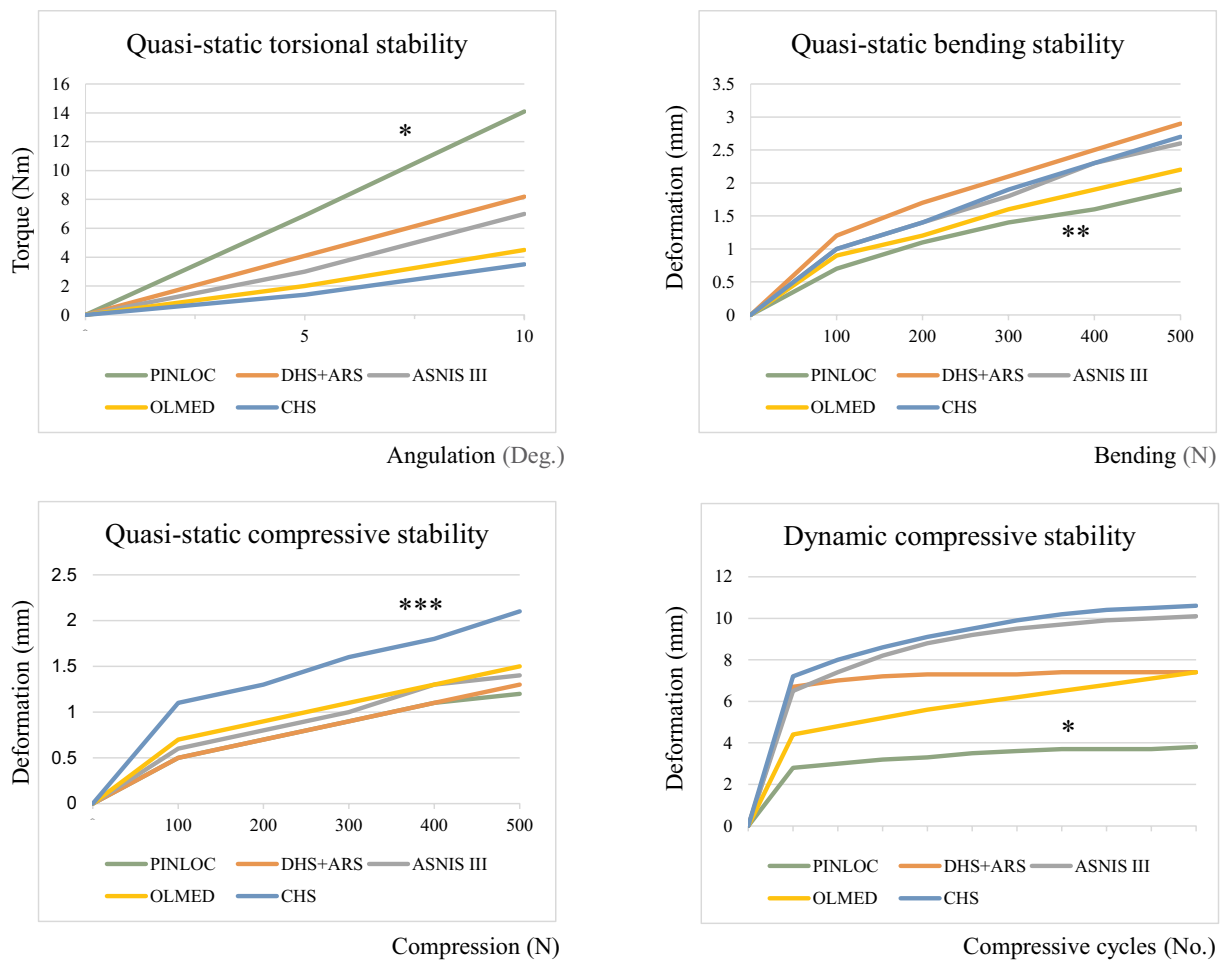 Quasi-static torsional stability
Torque (Nm)
16
14
12
10
8
6
4
2
0
*
- 5 10
PINLOC DHS+ARS ASNIS III
OLMED CHS
Angulation (Deg.)
Quasi-static bending stability
Deformation (mm)
3.5
3
2.5
2
1.5
1
0.5
0
**
100 200 300 400 500
PINLOC DHS+ARS ASNIS III
OLMED CHS
Bending (N)
Quasi-static compressive stability
Deformation (mm)
2.5
2
1.5
1
0.5
0
***
- 100 200 300 400 500
PINLOC DHS+ARS ASNIS III
OLMED CHS
Compression (N)
Dynamic compressive stability
Deformation (mm)
12
10
8
6
4
2
0
*
PINLOC DHS+ARS ASNIS III
OLMED CHS
Compressive cycles (No.)